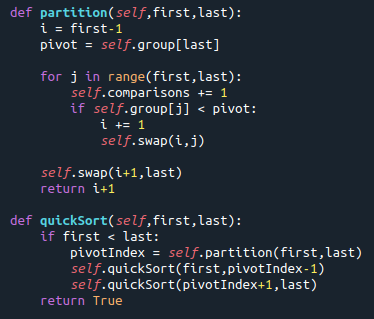 def partition(self,first,last):
    i = first-1
    pivot = self.group[last]

    for j in range(first,last):
        self.comparisons += 1
        if self.group[j] < pivot:
            i += 1
            self.swap(i,j)

    self.swap(i+1,last)
    return i+1

def quickSort(self,first,last):
    if first < last:
        pivotIndex = self.partition(first,last)
        self.quickSort(first,pivotIndex-1)
        self.quickSort(pivotIndex+1,last)
    return True